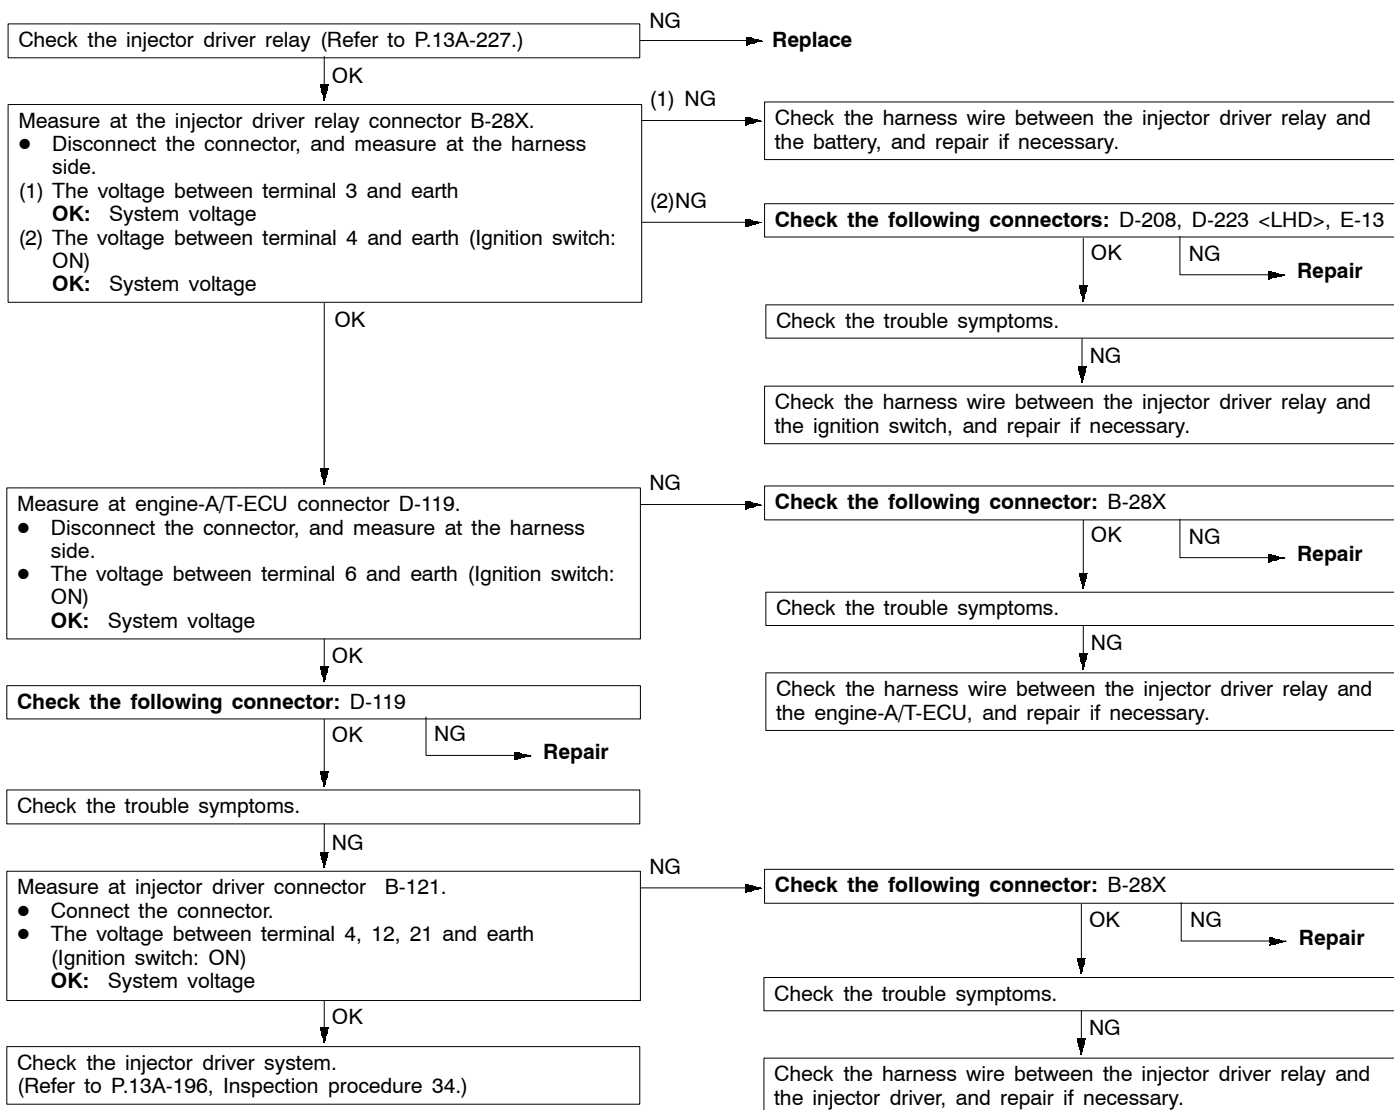 Check the injector driver relay (Refer to P.13A-227.)
NG
Replace
OK
Measure at the injector driver relay connector B-28X.
● Disconnect the connector, and measure at the harness
side.
(1) The voltage between terminal 3 and earth
OK: System voltage
(2) The voltage between terminal 4 and earth (Ignition switch:
ON)
OK: System voltage
(1) NG
Check the harness wire between the injector driver relay and
the battery, and repair if necessary.
(2)NG
Check the following connectors: D-208, D-223 <LHD>, E-13
OK
NG
Repair
Check the trouble symptoms.
NG
Check the harness wire between the injector driver relay and
the ignition switch, and repair if necessary.
OK
Measure at engine-A/T-ECU connector D-119.
● Disconnect the connector, and measure at the harness
side.
● The voltage between terminal 6 and earth (Ignition switch:
ON)
OK: System voltage
NG
Check the following connector: B-28X
OK
NG
Repair
Check the trouble symptoms.
NG
Check the harness wire between the injector driver relay and
the engine-A/T-ECU, and repair if necessary.
OK
Check the following connector: D-119
OK
NG
Repair
Check the trouble symptoms.
NG
Measure at injector driver connector B-121.
● Connect the connector.
● The voltage between terminal 4, 12, 21 and earth
(Ignition switch: ON)
OK: System voltage
NG
Check the following connector: B-28X
OK
NG
Repair
Check the trouble symptoms.
NG
Check the harness wire between the injector driver relay and
the injector driver, and repair if necessary.
OK
Check the injector driver system.
(Refer to P.13A-196, Inspection procedure 34.)